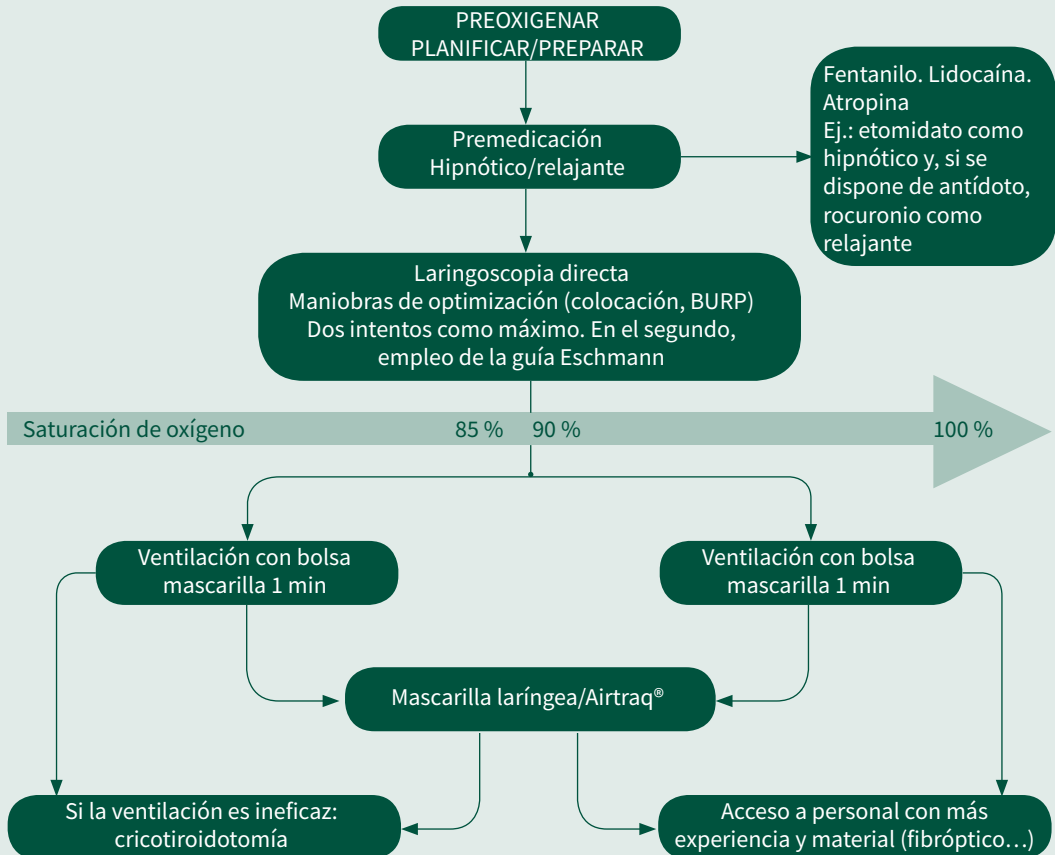 PREOXIGENAR
PLANIFICAR/PREPARAR
Fentanilo. Lidocaína.
Atropina
Ej.: etomidato como
hipnótico y, si se
dispone de antídoto,
rocuronio como
relajante
Premedicación
Hipnótico/relajante
Laringoscopia directa
Maniobras de optimización (colocación, BURP)
Dos intentos como máximo. En el segundo,
empleo de la guía Eschmann
Saturación de oxígeno 85 % 90 % 100 %
Ventilación con bolsa
mascarilla 1 min
Ventilación con bolsa
mascarilla 1 min
Mascarilla laríngea/Airtraq®
Si la ventilación es ineficaz:
cricotiroidotomía
Acceso a personal con más
experiencia y material (fibróptico…)